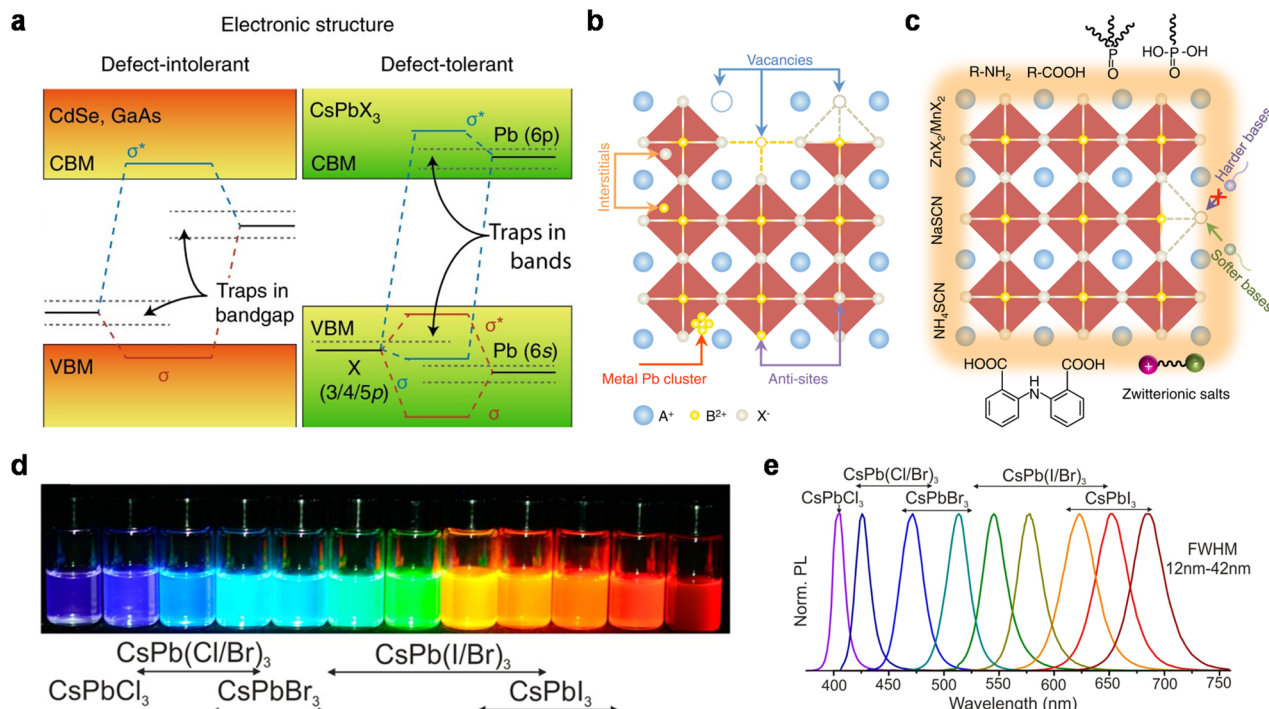 a
Electronic structure
Defect-intolerant
Defect-tolerant
CdSe, GaAs
σ*
CBM
Traps in
bandgap
VBM
σ
CsPbX₃
σ*
Pb (6p)
CBM
Traps in
bands
VBM
σ*
Pb (6s)
X
(3/4/5p)
σ
σ
b
Vacancies
Interstitials
Metal Pb cluster
Anti-sites
A⁺
B²⁺
X⁻
c
R-NH₂
R-COOH
P
O
HO-P-OH
O
ZnX₂/MnX₂
NaSCN
NH₄SCN
Harder bases
Softer bases
HOOC
COOH
H
N
+
-
Zwitterionic salts
d
CsPb(Cl/Br)₃
CsPb(I/Br)₃
CsPbCl₃
CsPbBr₃
CsPbI₃
e
CsPb(Cl/Br)₃
CsPb(I/Br)₃
CsPbCl₃
CsPbBr₃
CsPbI₃
FWHM
12nm-42nm
Norm. PL
400 450 500 550 600 650 700 750
Wavelength (nm)